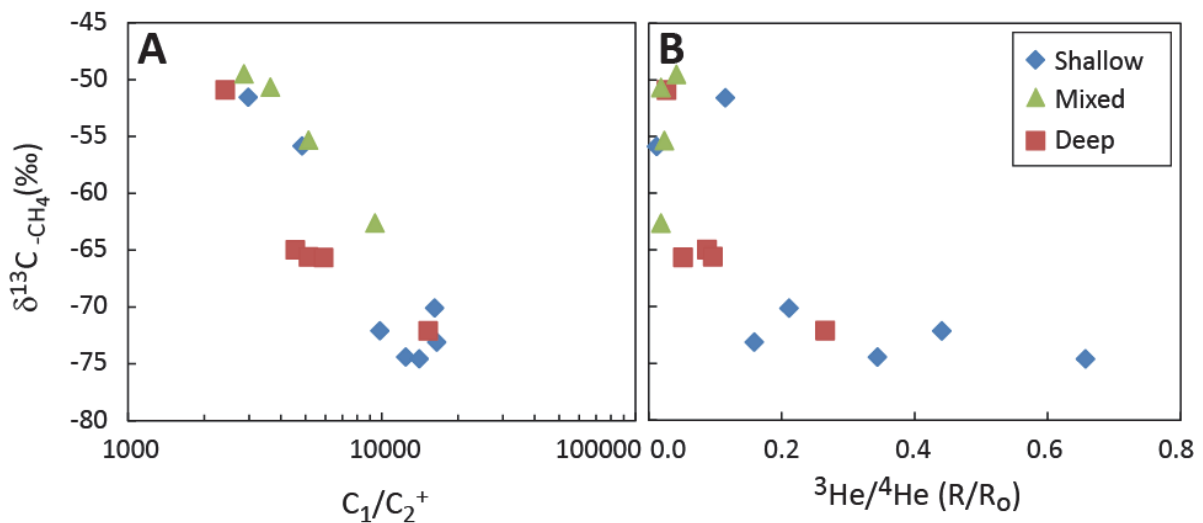 A
B
Shallow
Mixed
Deep
-45
-50
-55
-60
-65
-70
-75
-80
δ¹³C -CH₄(‰)
1000
10000
100000
0.0
0.2
0.4
0.6
0.8
C₁/C₂⁺
³He/⁴He (R/Rₒ)